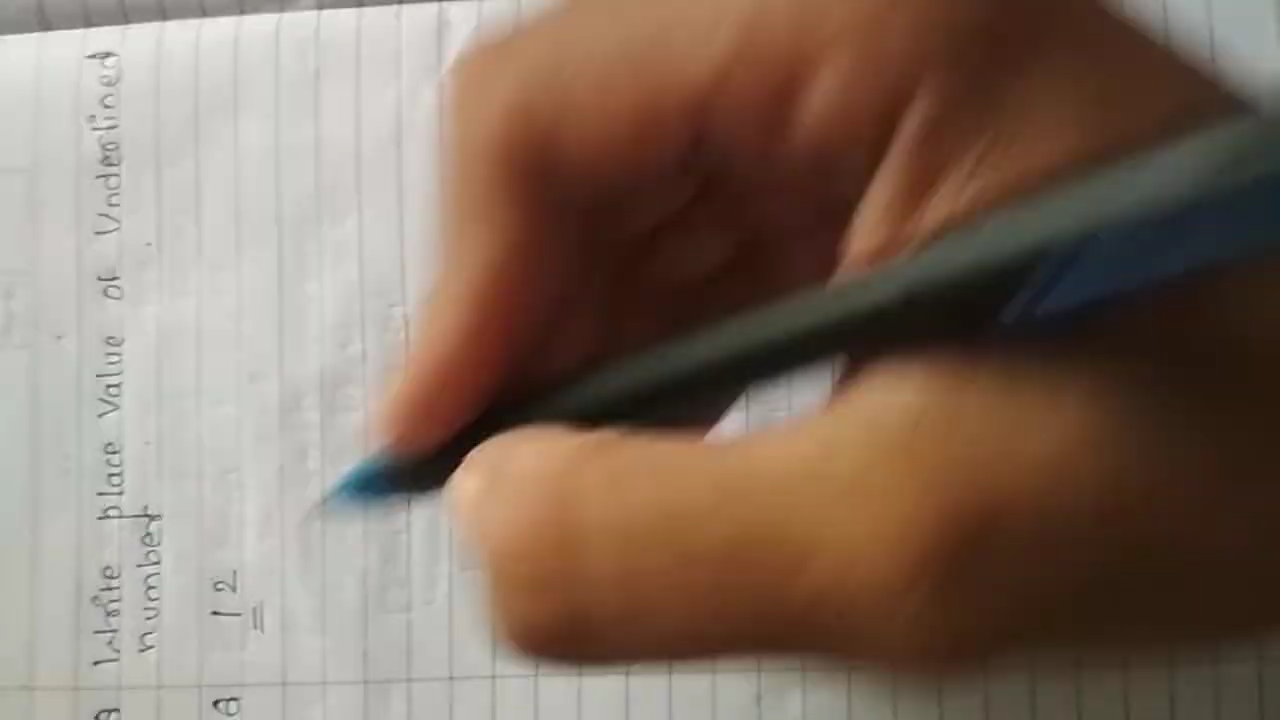 Write place value of Underlined
number
a 12